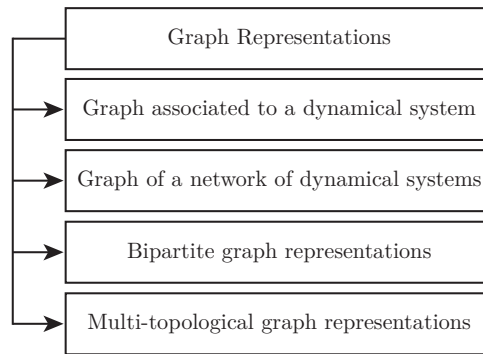 Graph Representations
Graph associated to a dynamical system
Graph of a network of dynamical systems
Bipartite graph representations
Multi-topological graph representations